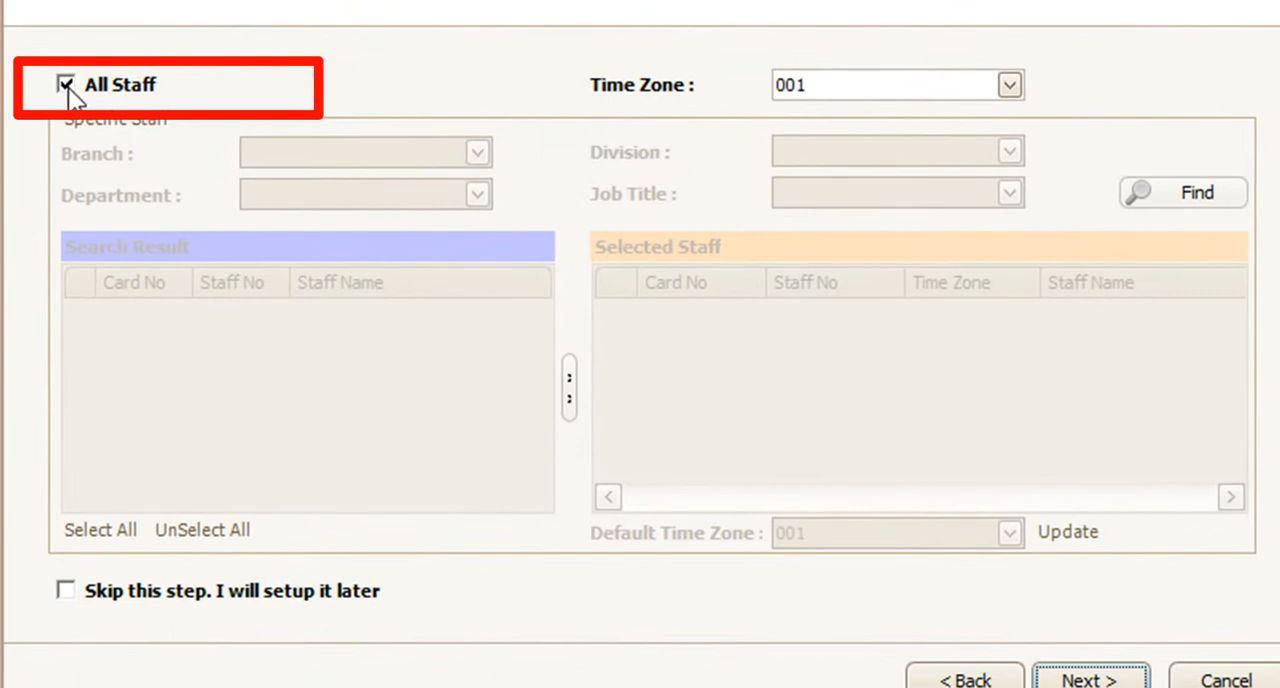 All Staff
Time Zone : 001
Specific Staff
Branch :
Division :
Department :
Job Title :
Find
Search Result
Selected Staff
Card No Staff No Staff Name
Card No Staff No Time Zone Staff Name
Select All UnSelect All
Default Time Zone : 001 Update
Skip this step. I will setup it later
< Back Next > Cancel